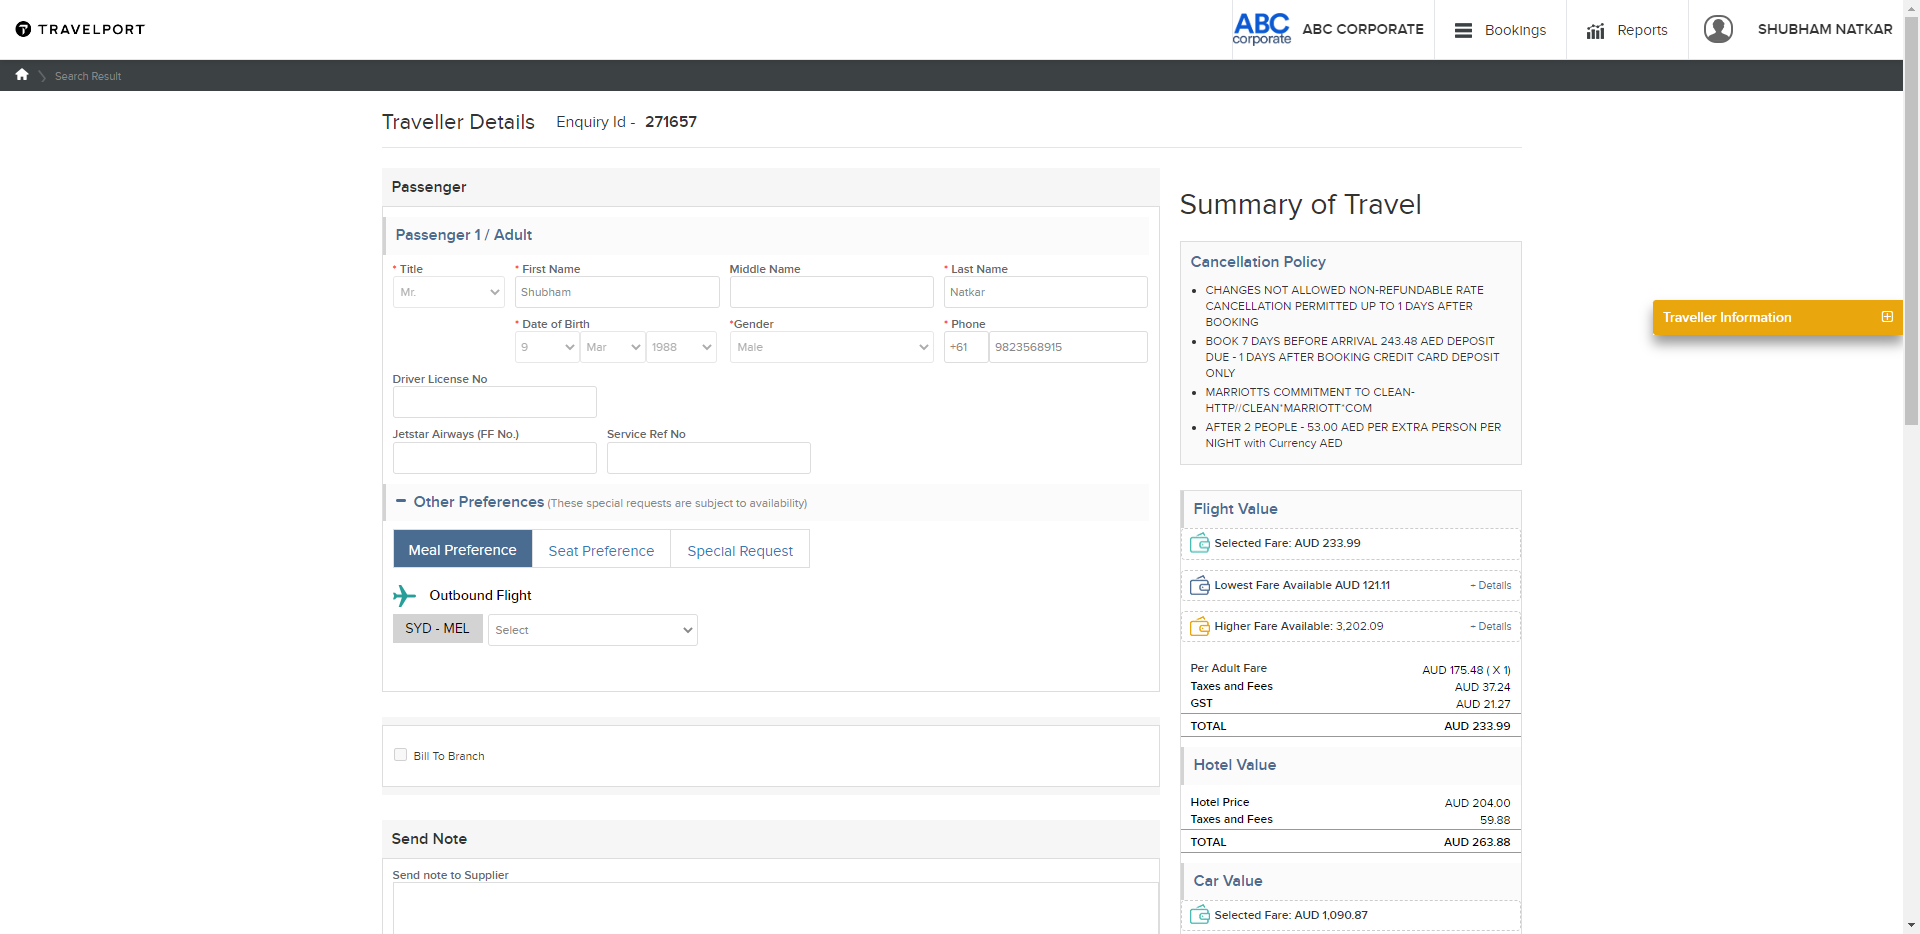 TRAVELPORT
ABC
corporate
ABC CORPORATE
Bookings
Reports
SHUBHAM NATKAR
Search Result
Traveller Details
Enquiry Id - 271657
Passenger
Passenger 1 / Adult
* Title
* First Name
Middle Name
* Last Name
Mr.
Shubham
Natkar
* Date of Birth
*Gender
* Phone
9
Mar
1988
Male
+61
9823568915
Driver License No
Jetstar Airways (FF No.)
Service Ref No
Other Preferences (These special requests are subject to availability)
Meal Preference
Seat Preference
Special Request
Outbound Flight
SYD - MEL
Select
Bill To Branch
Send Note
Send note to Supplier
Summary of Travel
Cancellation Policy
CHANGES NOT ALLOWED NON-REFUNDABLE RATE
CANCELLATION PERMITTED UP TO 1 DAYS AFTER
BOOKING
BOOK 7 DAYS BEFORE ARRIVAL 243.48 AED DEPOSIT
DUE - 1 DAYS AFTER BOOKING CREDIT CARD DEPOSIT
ONLY
MARRIOTTS COMMITMENT TO CLEAN-
HTTP//CLEAN*MARRIOTT*COM
AFTER 2 PEOPLE - 53.00 AED PER EXTRA PERSON PER
NIGHT with Currency AED
Flight Value
Selected Fare: AUD 233.99
Lowest Fare Available AUD 121.11
+ Details
Higher Fare Available: 3,202.09
+ Details
Per Adult Fare
AUD 175.48 ( X 1)
Taxes and Fees
AUD 37.24
GST
AUD 21.27
TOTAL
AUD 233.99
Hotel Value
Hotel Price
AUD 204.00
Taxes and Fees
59.88
TOTAL
AUD 263.88
Car Value
Selected Fare: AUD 1,090.87
Traveller Information